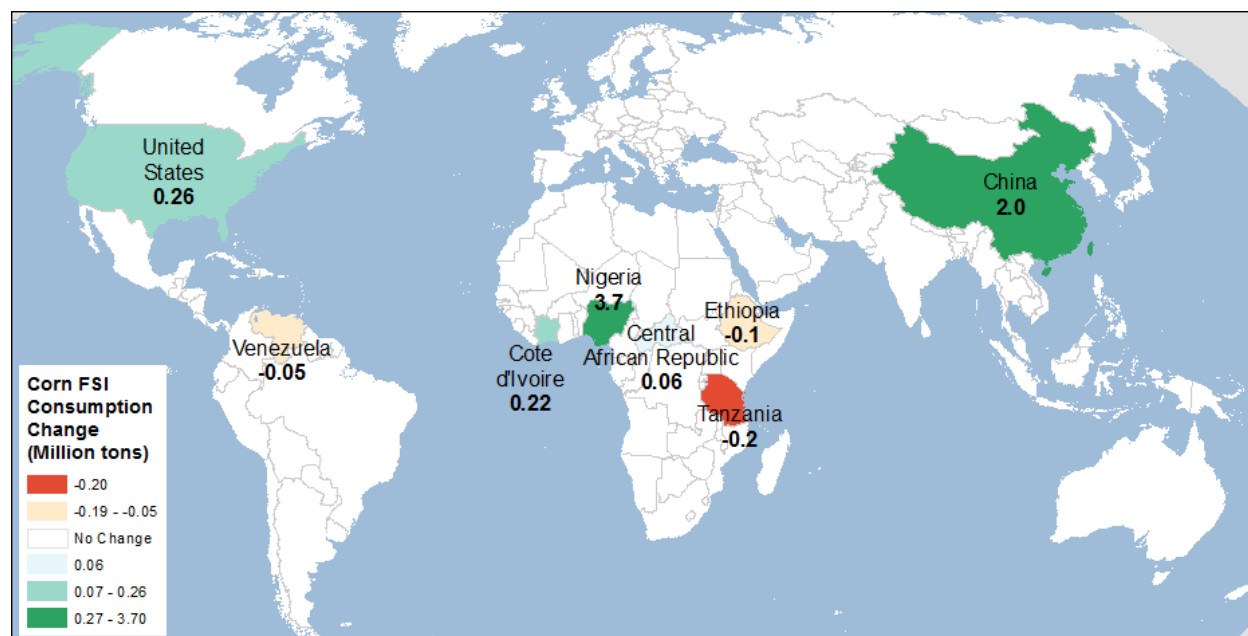 United
States
0.26
China
2.0
Nigeria
3.7
Ethiopia
-0.1
Central
African Republic
0.06
Venezuela
-0.05
Cote
d'Ivoire
0.22
Tanzania
-0.2
Corn FSI
Consumption
Change
(Million tons)
-0.20
-0.19 - -0.05
No Change
0.06
0.07 - 0.26
0.27 - 3.70